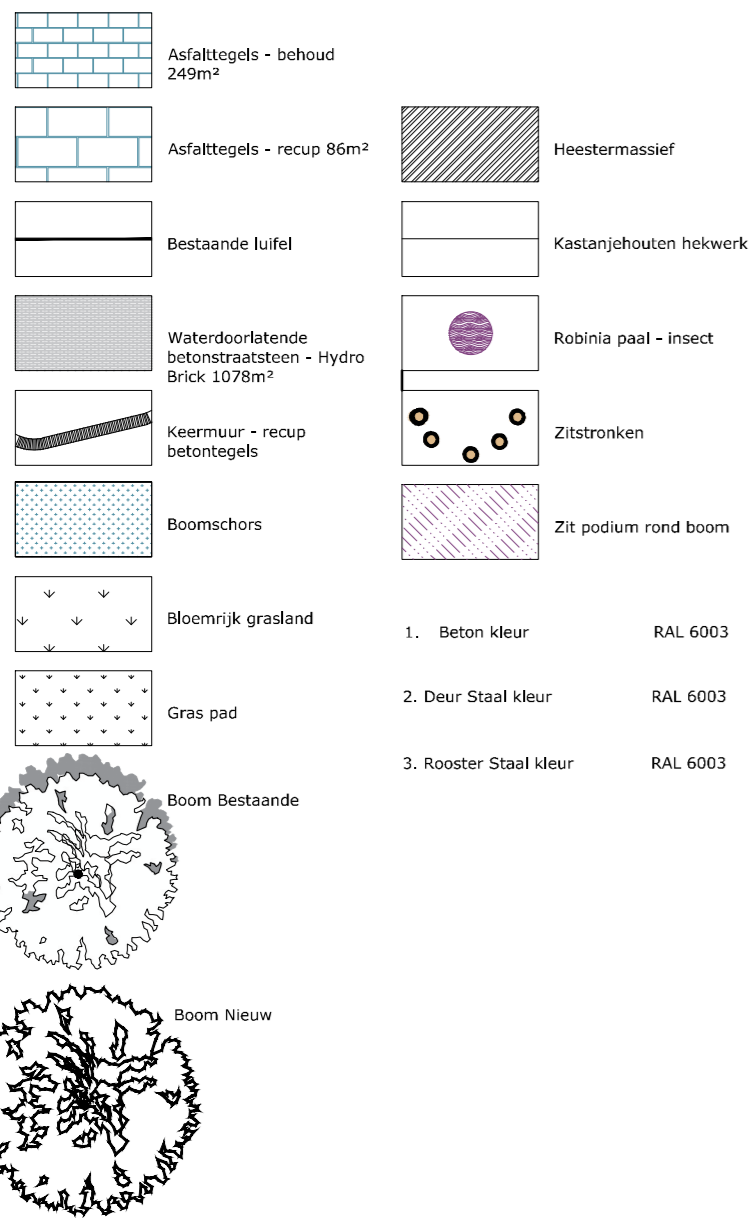 Asfalttegels - behoud
249m²
Asfalttegels - recup 86m²
Bestaande luifel
Waterdoorlatende
betonstraatsteen - Hydro
Brick 1078m²
Keermuur - recup
betontegels
Boomschors
Bloemrijk grasland
Gras pad
Boom Bestaande
Boom Nieuw
Heestermassief
Kastanjehouten hekwerk
Robinia paal - insect
Zitstronken
Zit podium rond boom
1. Beton kleur RAL 6003
2. Deur Staal kleur RAL 6003
3. Rooster Staal kleur RAL 6003